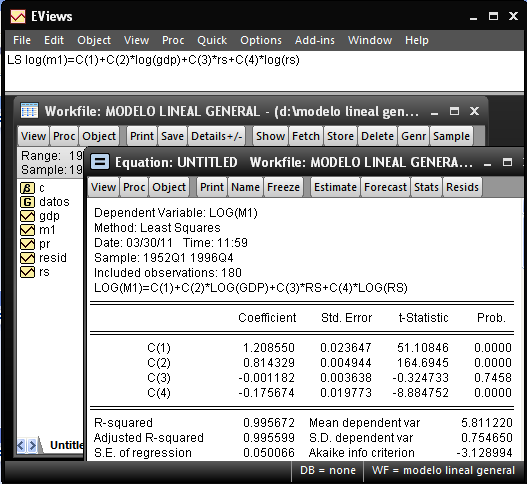 EViews
File Edit Object View Proc Quick Options Add-ins Window Help
LS log(m1)=C(1)+C(2)*log(gdp)+C(3)*rs+C(4)*log(rs)
Workfile: MODELO LINEAL GENERAL - (d:\modelo lineal gen...
View Proc Object Print Save Details+/- Show Fetch Store Delete Genr Sample
Range: 19
Sample: 19
c
datos
gdp
m1
pr
resid
rs
Equation: UNTITLED Workfile: MODELO LINEAL GENERA...
View Proc Object Print Name Freeze Estimate Forecast Stats Resids
Dependent Variable: LOG(M1)
Method: Least Squares
Date: 03/30/11 Time: 11:59
Sample: 1952Q1 1996Q4
Included observations: 180
LOG(M1)=C(1)+C(2)*LOG(GDP)+C(3)*RS+C(4)*LOG(RS)
Coefficient Std. Error t-Statistic Prob.
C(1) 1.208550 0.023647 51.10846 0.0000
C(2) 0.814329 0.004944 164.6945 0.0000
C(3) -0.001182 0.003638 -0.324733 0.7458
C(4) -0.175674 0.019773 -8.884752 0.0000
R-squared 0.995672 Mean dependent var 5.811220
Adjusted R-squared 0.995599 S.D. dependent var 0.754650
S.E. of regression 0.050066 Akaike info criterion -3.128994
Untitle
DB = none WF = modelo lineal general